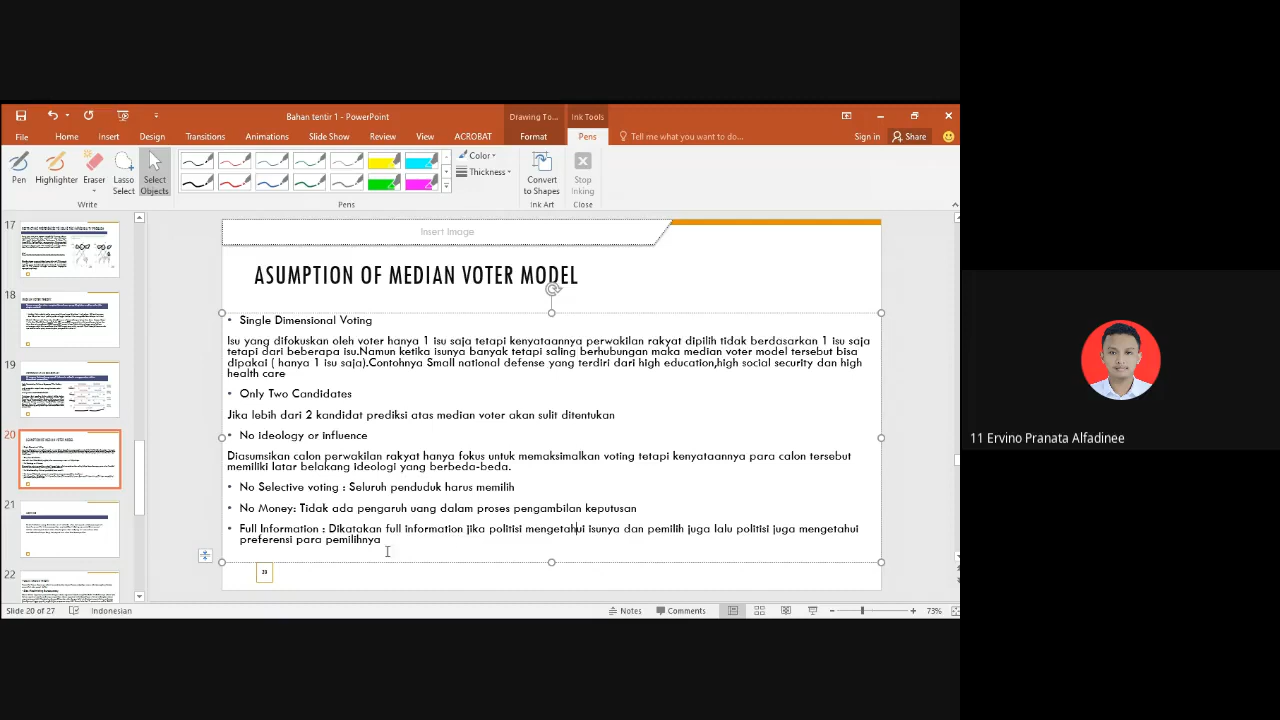 Bahan tentir 1 - PowerPoint
Drawing To...
Ink Tools
File
Home
Insert
Design
Transitions
Animations
Slide Show
Review
View
ACROBAT
Format
Pens
Tell me what you want to do...
Sign in
Share
Pen
Highlighter
Eraser
Lasso Select
Select Objects
Color
Thickness
Convert to Shapes
Stop Inking
Write
Pens
Ink Art
Close
17
18
19
20
21
22
Insert Image
ASUMPTION OF MEDIAN VOTER MODEL
• Single Dimensional Voting
Isu yang difokuskan oleh voter hanya 1 isu saja tetapi kenyataannya perwakilan rakyat dipilih tidak berdasarkan 1 isu saja
tetapi dari beberapa isu.Namun ketika isunya banyak tetapi saling berhubungan maka median voter model tersebut bisa
dipakai ( hanya 1 isu saja).Contohnya Small national defense yang terdiri dari high education,high social security dan high
health care
• Only Two Candidates
Jika lebih dari 2 kandidat prediksi atas median voter akan sulit ditentukan
• No ideology or influence
Diasumsikan calon perwakilan rakyat hanya fokus untuk memaksimalkan voting tetapi kenyataannya para calon tersebut
memiliki latar belakang ideologi yang berbeda-beda.
• No Selective voting : Seluruh penduduk harus memilih
• No Money: Tidak ada pengaruh uang dalam proses pengambilan keputusan
• Full Information : Dikatakan full information jika politisi mengetahui isunya dan pemilih juga lalu politisi juga mengetahui
preferensi para pemilihnya
Slide 20 of 27
Indonesian
Notes
Comments
73%
11 Ervino Pranata Alfadinee